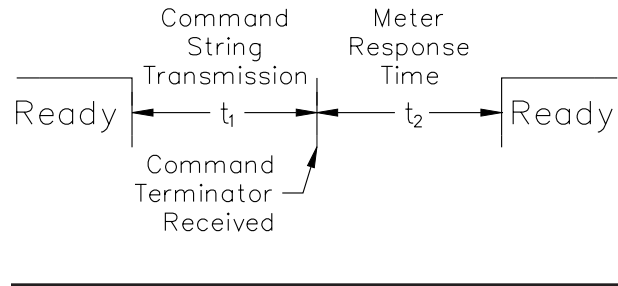 Command
String
Transmission
Meter
Response
Time
Ready
t₁
t₂
Ready
Command
Terminator
Received